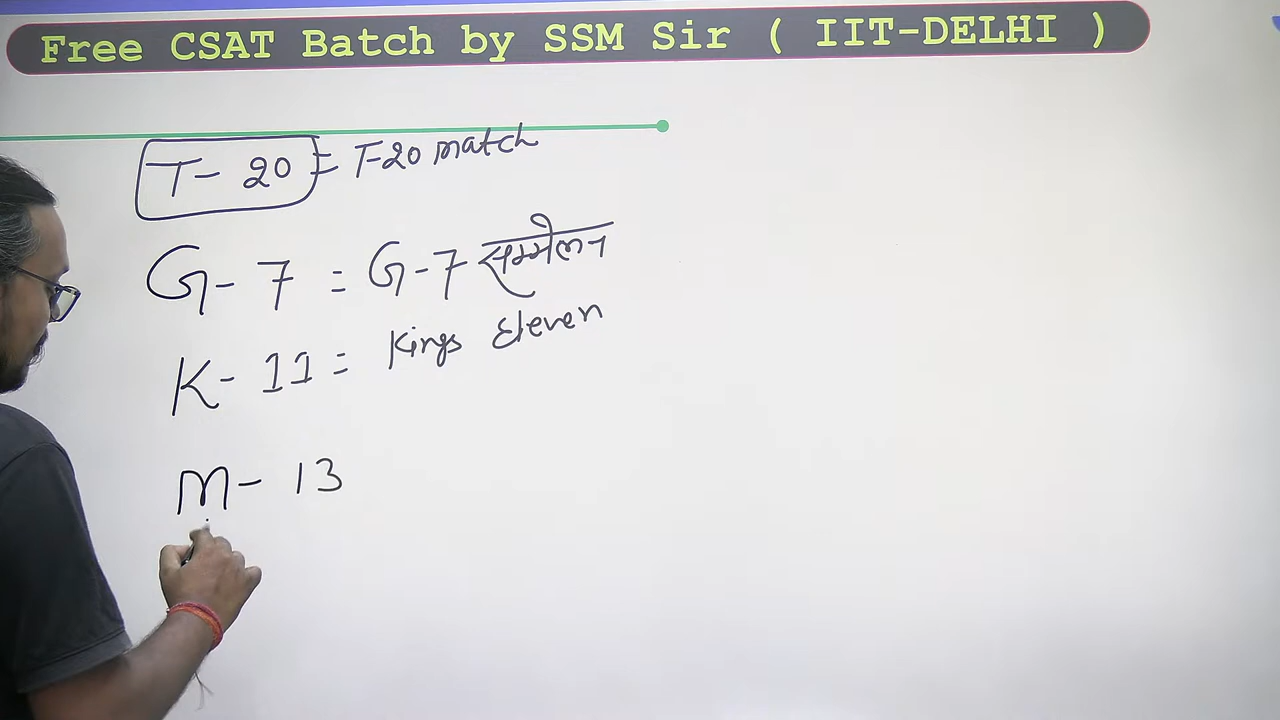 Free CSAT Batch by SSM Sir ( IIT-DELHI )
T- 20 = T-20 match
G- 7 = G-7 सम्मेलन
K- 11 = Kings Eleven
M- 13